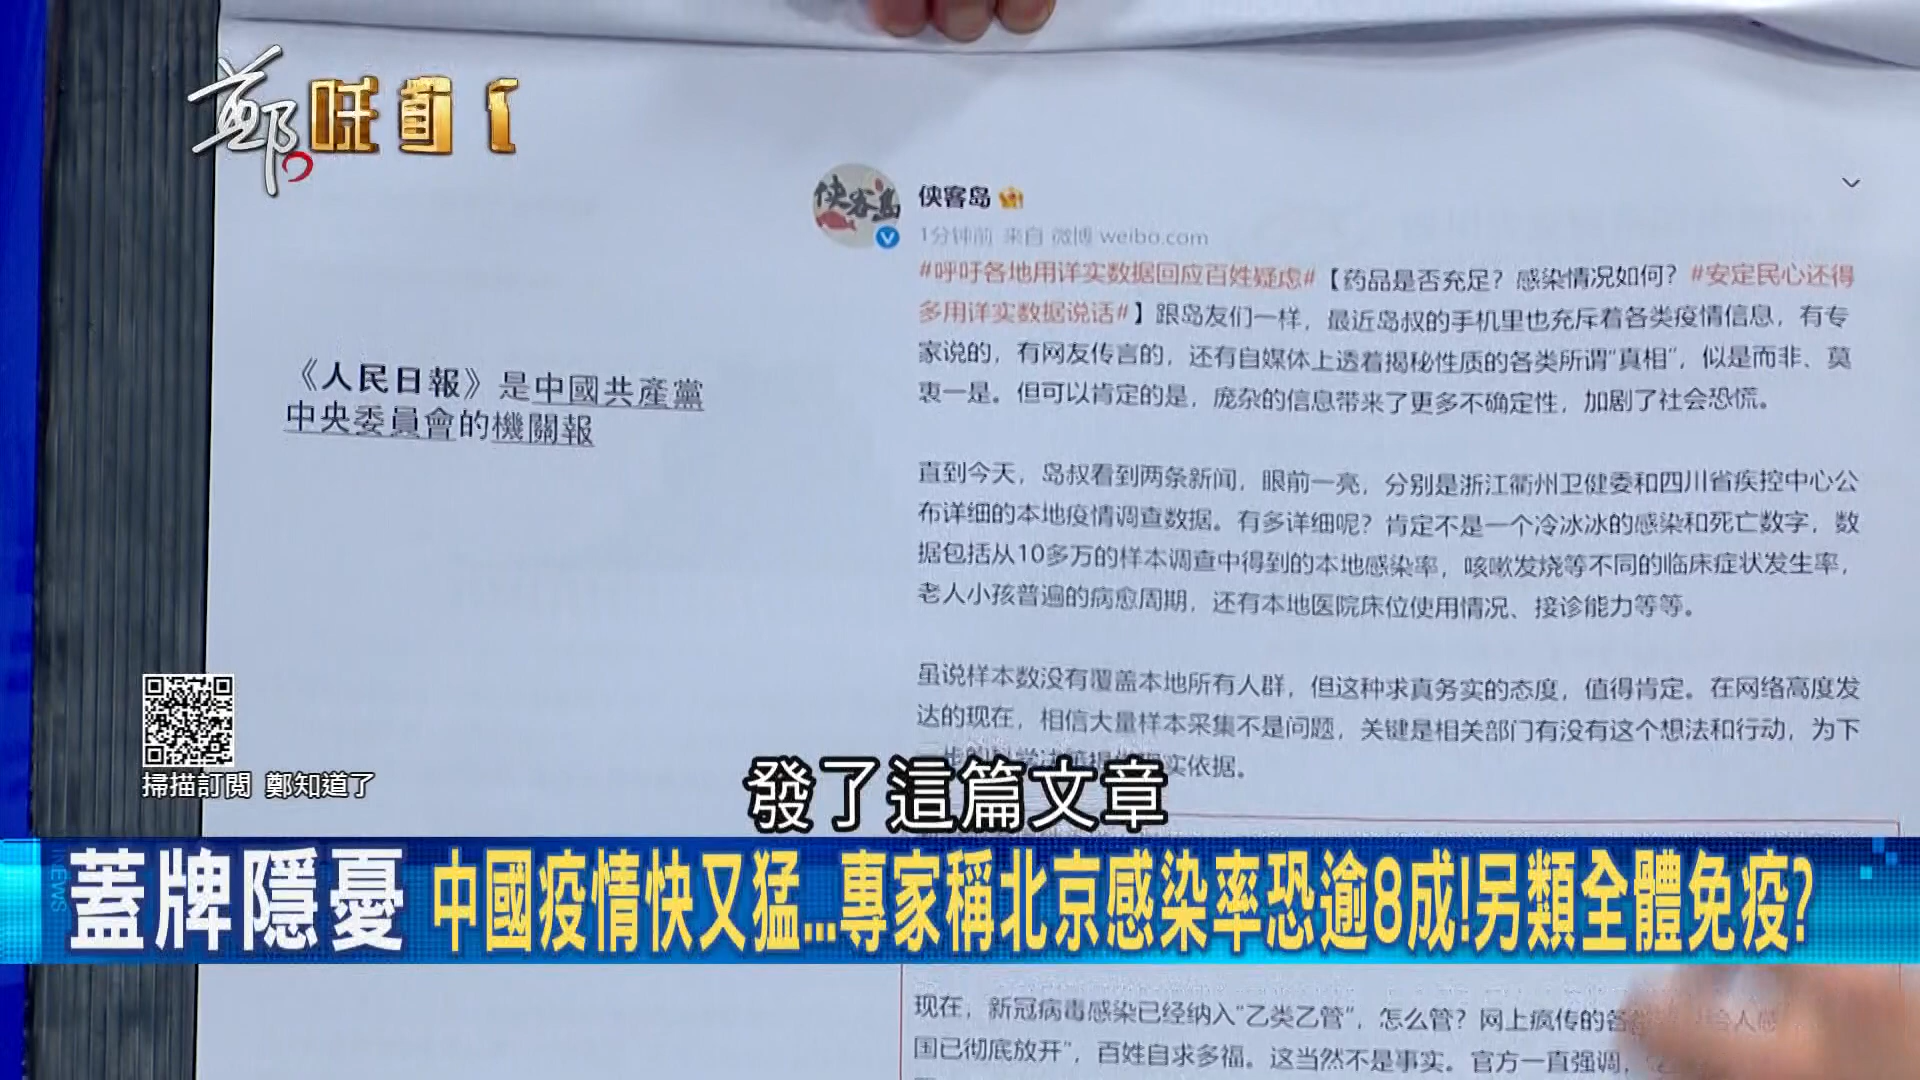 鄭
侠客岛
侠客岛
1分钟前 来自 微博 weibo.com
#呼吁各地用详实数据回应百姓疑虑#【药品是否充足？感染情况如何？#安定民心还得
多用详实数据说话#】跟岛友们一样，最近岛叔的手机里也充斥着各类疫情信息，有专
家说的，有网友传言的，还有自媒体上透着揭秘性质的各类所谓“真相”，似是而非、莫
衷一是。但可以肯定的是，庞杂的信息带来了更多不确定性，加剧了社会恐慌。
《人民日報》是中國共產黨
中央委員會的機關報
直到今天，岛叔看到两条新闻，眼前一亮，分别是浙江衢州卫健委和四川省疾控中心公
布详细的本地疫情调查数据。有多详细呢？肯定不是一个冷冰冰的感染和死亡数字，数
据包括从10多万的样本调查中得到的本地感染率，咳嗽发烧等不同的临床症状发生率，
老人小孩普遍的病愈周期，还有本地医院床位使用情况、接诊能力等等。
虽说样本数没有覆盖本地所有人群，但这种求真务实的态度，值得肯定。在网络高度发
达的现在，相信大量样本采集不是问题，关键是相关部门有没有这个想法和行动，为下
实依据。
掃描訂閱 鄭知道了
發了這篇文章
NEWS
蓋牌隱憂 中國疫情快又猛...專家稱北京感染率恐逾8成!另類全體免疫?
现在，新冠病毒感染已经纳入“乙类乙管”，怎么管？网上疯传的各
国已彻底放开”，百姓自求多福。这当然不是事实。官方一直强调，